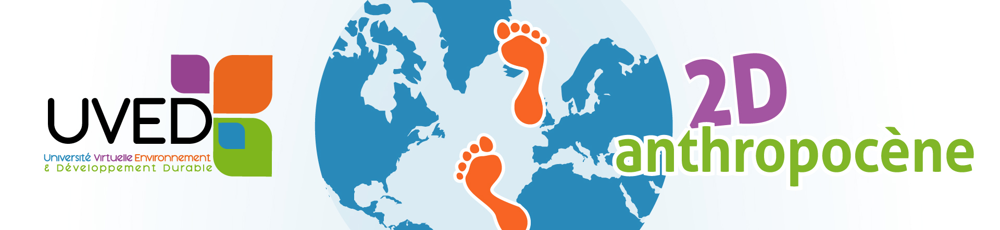 UVED
Université Virtuelle Environnement
& Développement Durable
2D
anthropocène